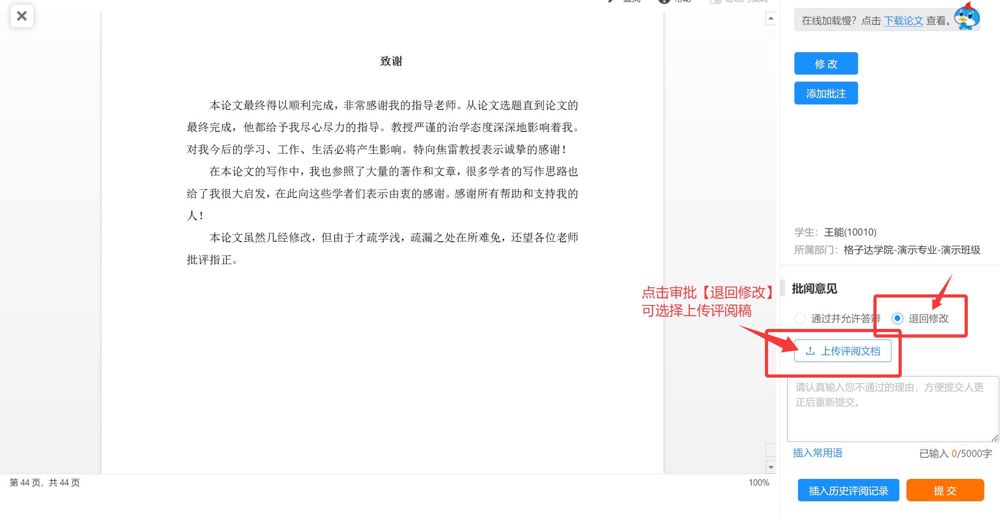 查找 帮助 易访问模式
致谢
本论文最终得以顺利完成，非常感谢我的指导老师。从论文选题直到论文的
最终完成，他都给予我尽心尽力的指导。教授严谨的治学态度深深地影响着我。
对我今后的学习、工作、生活必将产生影响。特向焦雷教授表示诚挚的感谢！
在本论文的写作中，我也参照了大量的著作和文章，很多学者的写作思路也
给了我很大启发，在此向这些学者们表示由衷的感谢。感谢所有帮助和支持我的
人！
本论文虽然几经修改，但由于才疏学浅，疏漏之处在所难免，还望各位老师
批评指正。
第 44 页，共 44 页
100%
点击审批【退回修改】
可选择上传评阅稿
在线加载慢？点击 下载论文 查看。
修 改
添加批注
学生：王能(10010)
所属部门：格子达学院-演示专业-演示班级
批阅意见
通过并允许答辩 退回修改
上传评阅文档
请认真输入您不通过的理由，方便提交人更
正后重新提交。
插入常用语 已输入 0/5000字
插入历史评阅记录 提 交